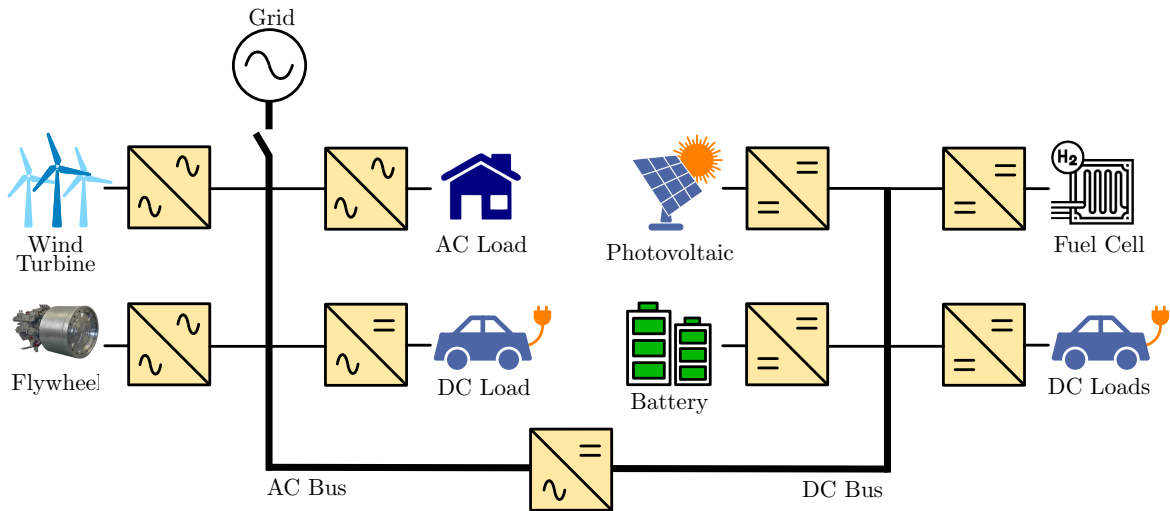 Grid
H2
Wind
Turbine
AC Load
Photovoltaic
Fuel Cell
Flywheel
DC Load
Battery
DC Loads
AC Bus
DC Bus